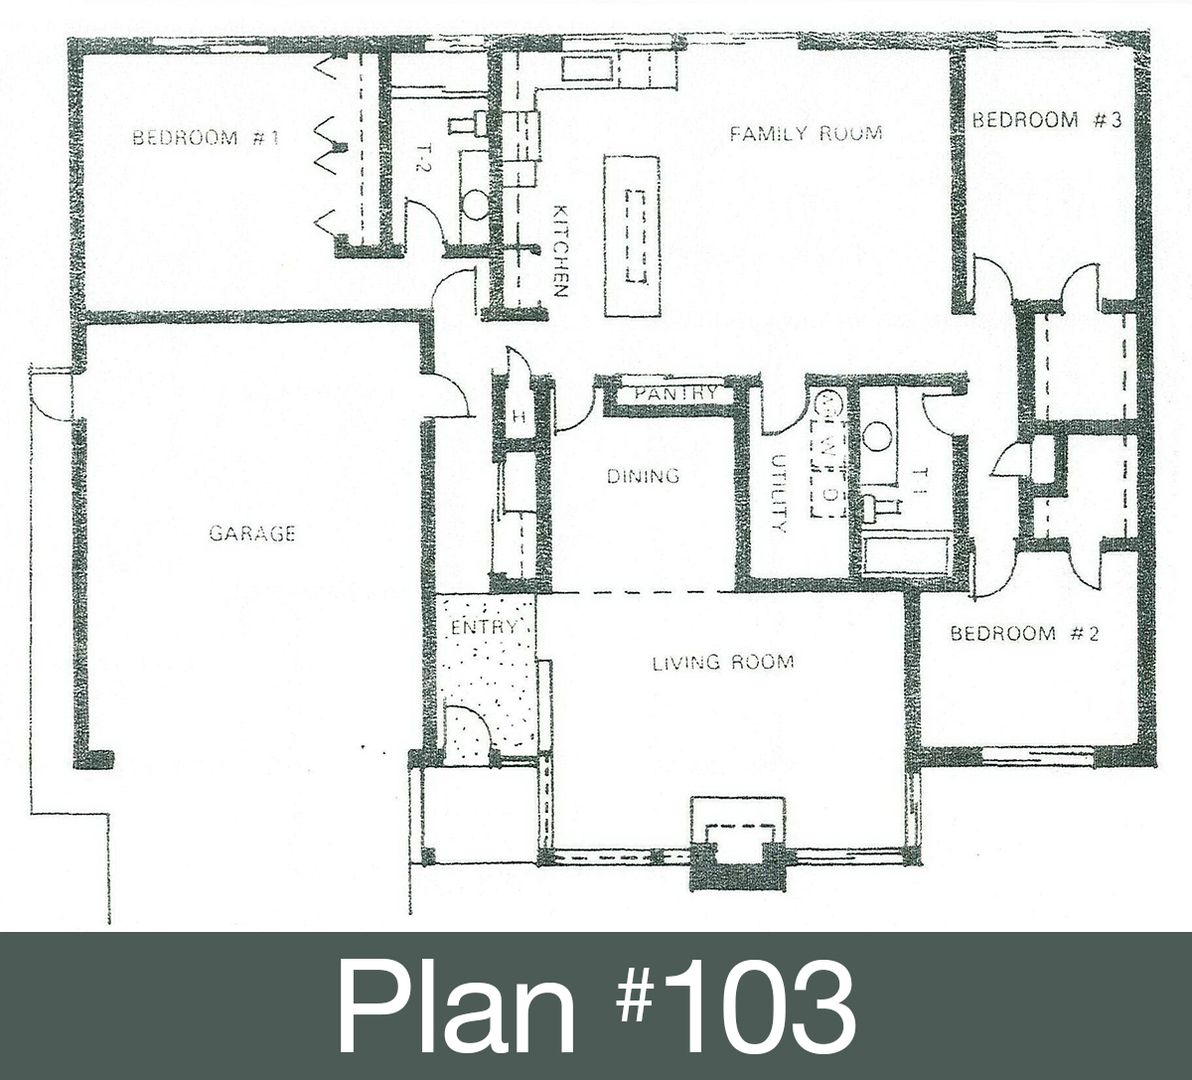 BEDROOM #1
T-2
KITCHEN
FAMILY ROOM
BEDROOM #3
H
PANTRY
DINING
UTILITY
W
D
T-1
GARAGE
ENTRY
LIVING ROOM
BEDROOM #2
Plan #103